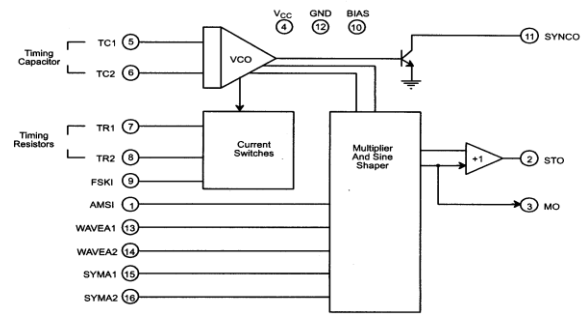 VCC GND BIAS
4 12 10
Timing
Capacitor
TC1 5
TC2 6
VCO
11 SYNCO
Timing
Resistors
TR1 7
TR2 8
FSKI 9
Current
Switches
Multiplier
And Sine
Shaper
+1
2 STO
3 MO
AMSI 1
WAVEA1 13
WAVEA2 14
SYMA1 15
SYMA2 16